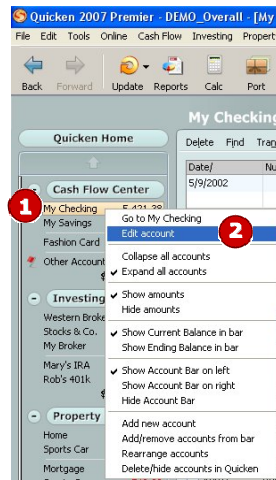 Quicken 2007 Premier - DEMO_Overall - [My
File Edit Tools Online Cash Flow Investing Propert
Back Forward Update Reports Calc Port
My Checking
Quicken Home
Delete Find Tran
Date/ Nu
5/9/2002
Cash Flow Center
1
My Checking 5,421.38
My Savings
Fashion Card
Other Account
$
Go to My Checking
Edit account
2
Collapse all accounts
Expand all accounts
Show amounts
Hide amounts
Show Current Balance in bar
Show Ending Balance in bar
Show Account Bar on left
Show Account Bar on right
Hide Account Bar
Add new account
Add/remove accounts from bar
Rearrange accounts
Delete/hide accounts in Quicken
Investing
Western Broke
Stocks & Co.
My Broker
Mary's IRA
Rob's 401k
$
Property
Home
Sports Car
Mortgage